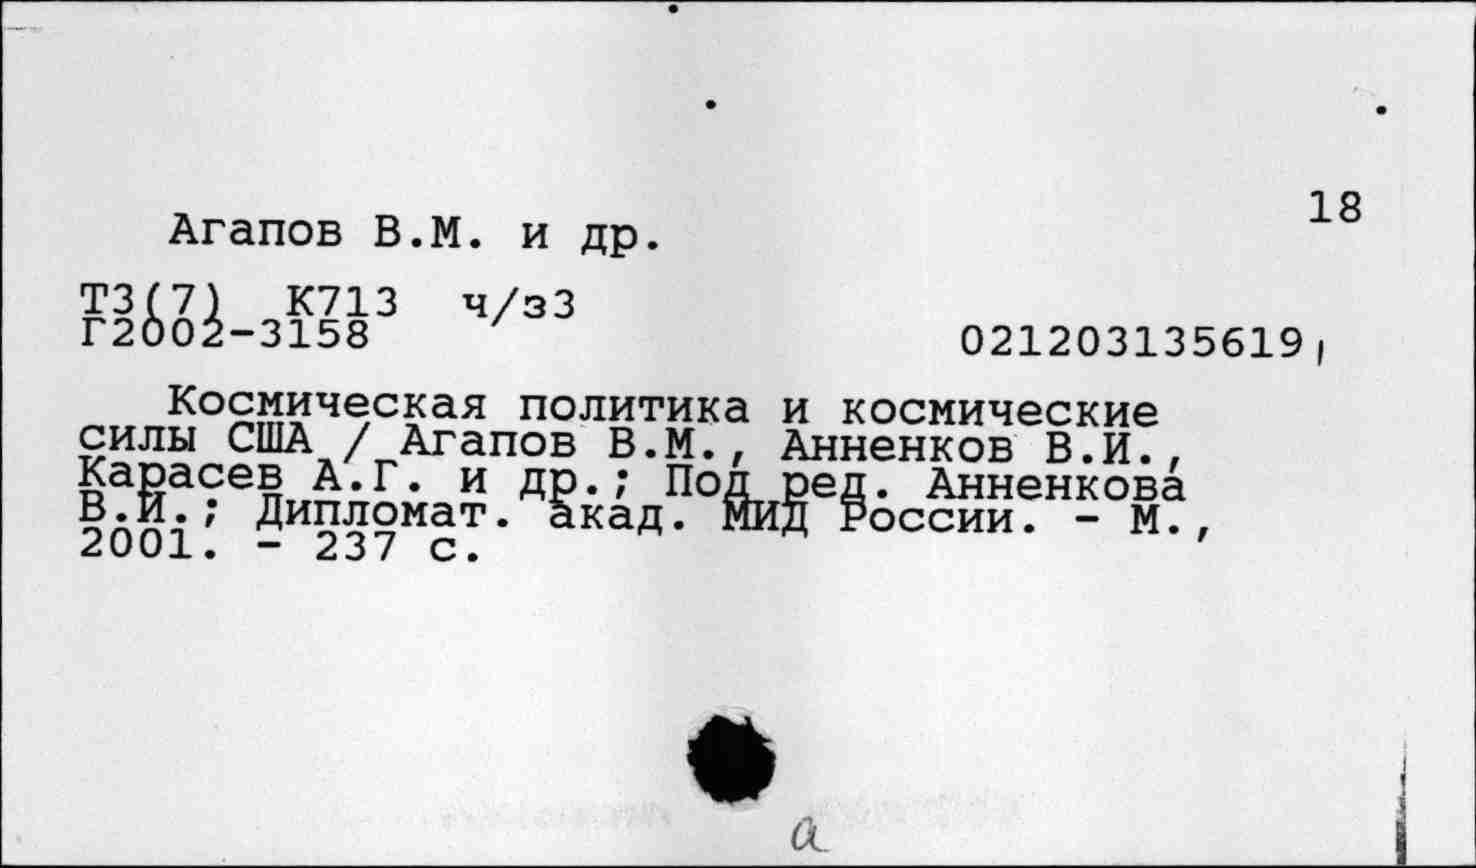 18
Агапов В.М. и др.
Т3(7) К713 ч/з3
Г2002-3158
021203135619
Космическая политика и космические
силы США / Агапов В.М., Анненков В.И.,
Карасев А.Г. и др.; Под ред. Анненкова
В.И.; Дипломат. акад. МИД России. - М.,
2001. - 237 с.
а